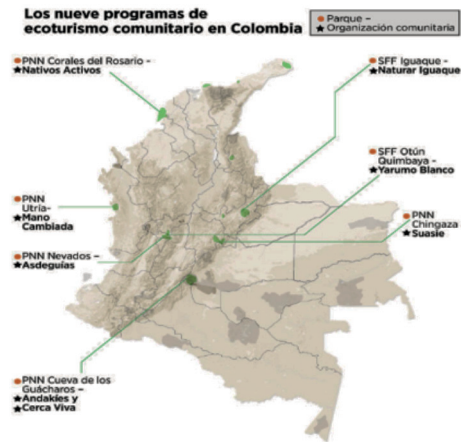 Los nueve programas de
ecoturismo comunitario en Colombia
Parque –
Organización comunitaria
PNN Corales del Rosario –
Nativos Activos
SFF Iguaque –
Naturar Iguaque
SFF Otún
Quimbaya –
Yarumo Blanco
PNN
Utría–
Mano
Cambiada
PNN
Chingaza
Suasie
PNN Nevados –
Asdeguías
PNN Cueva de los
Guácharos –
Andakíes y
Cerca Viva